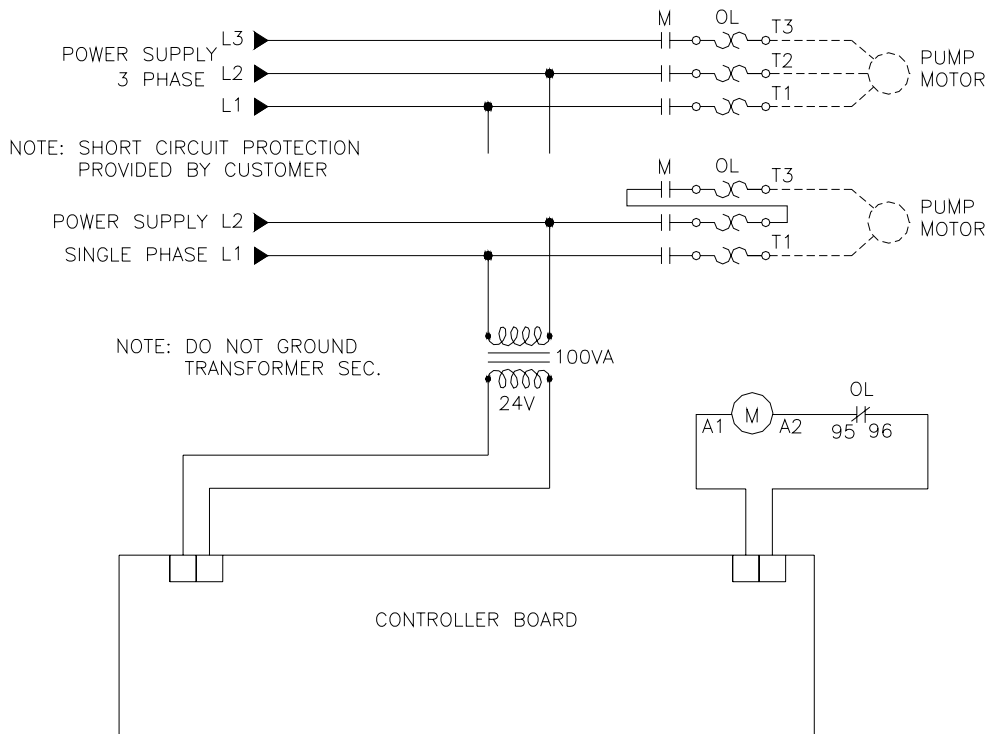 M OL
L3 T3
POWER SUPPLY
3 PHASE L2 T2
PUMP
MOTOR
L1 T1
NOTE: SHORT CIRCUIT PROTECTION
PROVIDED BY CUSTOMER
M OL
T3
POWER SUPPLY L2
PUMP
MOTOR
SINGLE PHASE L1 T1
NOTE: DO NOT GROUND
TRANSFORMER SEC.
100VA
24V
OL
A1 M A2 95 96
CONTROLLER BOARD